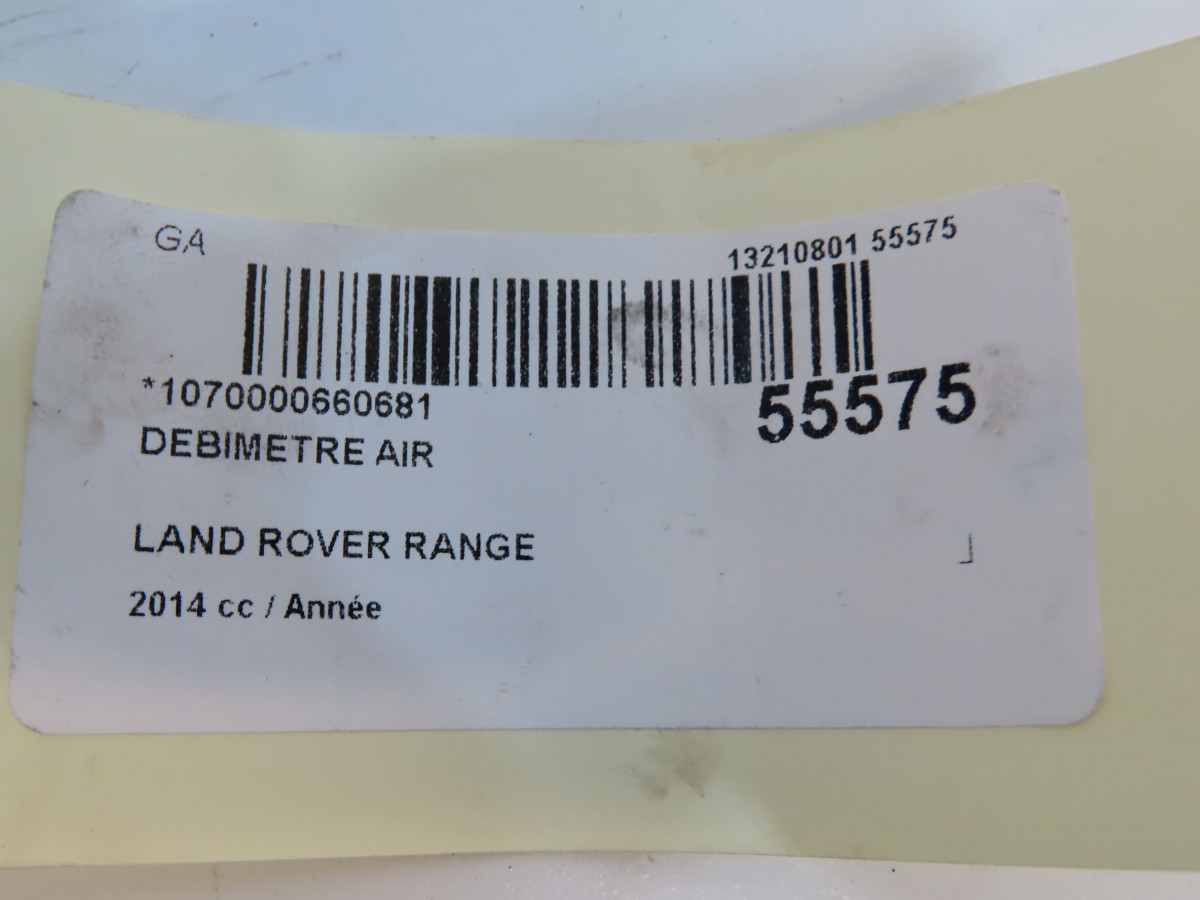 GA
13210801 55575
*1070000660681
55575
DEBIMETRE AIR
LAND ROVER RANGE
2014 cc / Année